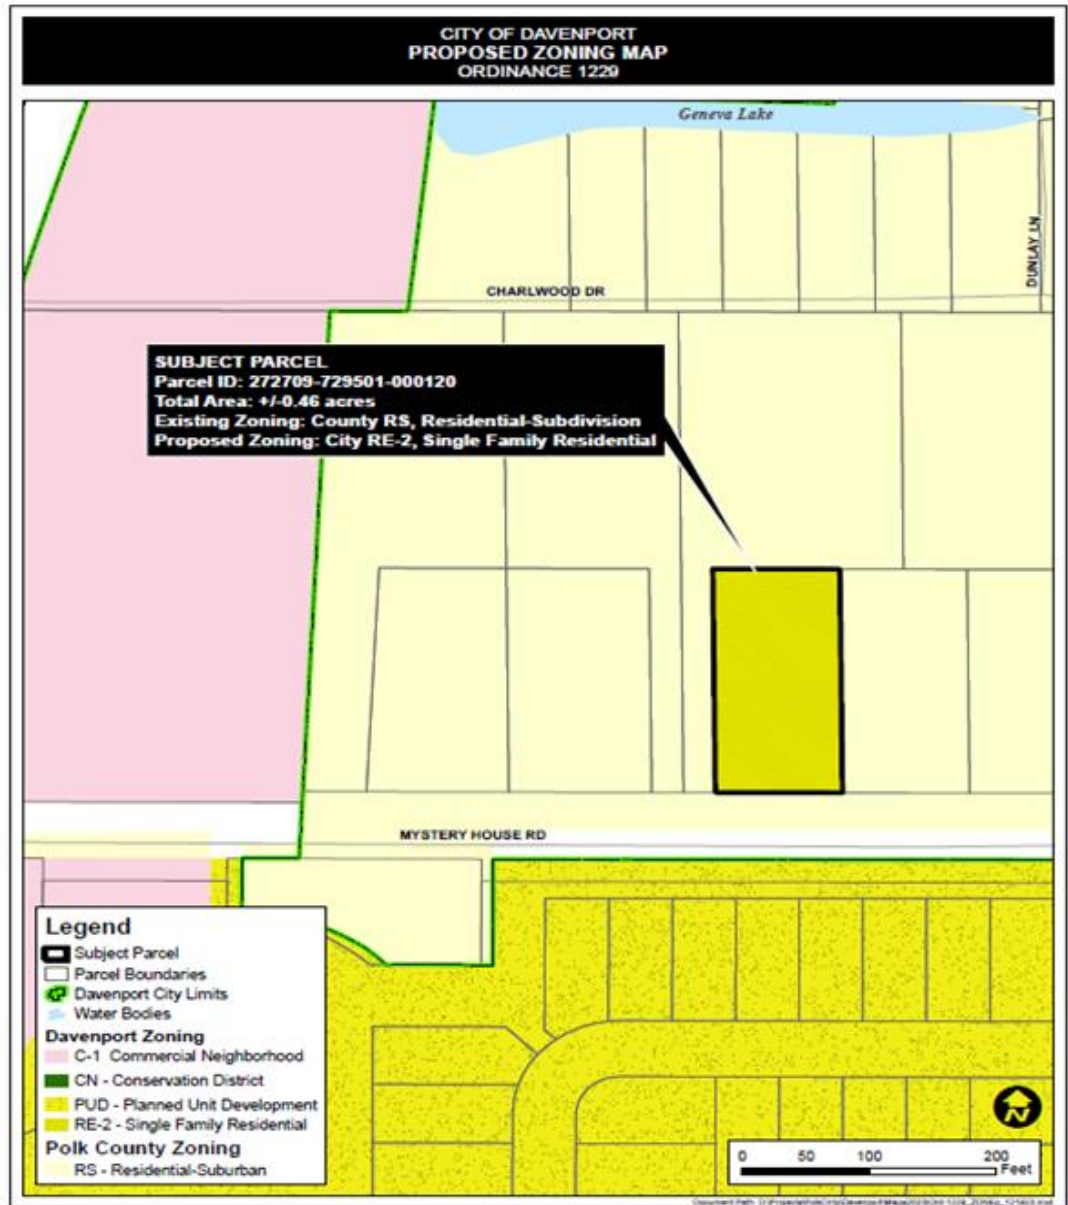 CITY OF DAVENPORT
PROPOSED ZONING MAP
ORDINANCE 1229
Geneva Lake
DUNLAY LN
CHARLWOOD DR
SUBJECT PARCEL
Parcel ID: 272709-729501-000120
Total Area: +/-0.46 acres
Existing Zoning: County RS, Residential-Subdivision
Proposed Zoning: City RE-2, Single Family Residential
MYSTERY HOUSE RD
Legend
Subject Parcel
Parcel Boundaries
Davenport City Limits
Water Bodies
Davenport Zoning
C-1 Commercial Neighborhood
CN - Conservation District
PUD - Planned Unit Development
RE-2 - Single Family Residential
Polk County Zoning
RS - Residential-Suburban
N
0 50 100 200
Feet
Document Path: